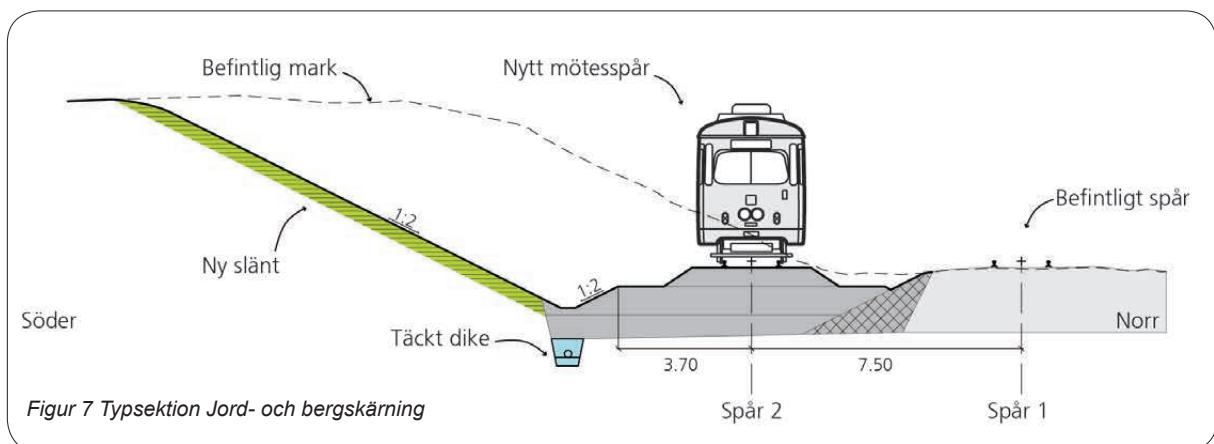 Befintlig mark
Nytt mötesspår
Befintligt spår
1:2
Ny slänt
1:2
Söder
Norr
Täckt dike
3.70
7.50
Figur 7 Typsektion Jord- och bergskärning
Spår 2
Spår 1